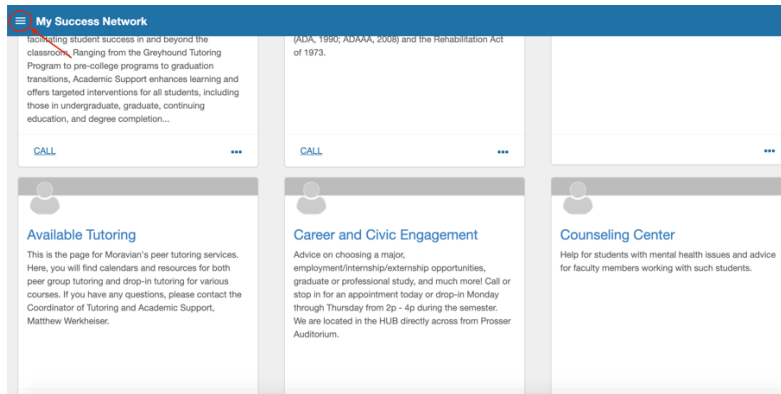 My Success Network
facilitating student success in and beyond the
classroom. Ranging from the Greyhound Tutoring
Program to pre-college programs to graduation
transitions, Academic Support enhances learning and
offers targeted interventions for all students, including
those in undergraduate, graduate, continuing
education, and degree completion...
CALL
(ADA, 1990; ADAAA, 2008) and the Rehabilitation Act
of 1973.
CALL
Available Tutoring
This is the page for Moravian's peer tutoring services.
Here, you will find calendars and resources for both
peer group tutoring and drop-in tutoring for various
courses. If you have any questions, please contact the
Coordinator of Tutoring and Academic Support,
Matthew Werkheiser.
Career and Civic Engagement
Advice on choosing a major,
employment/internship/externship opportunities,
graduate or professional study, and much more! Call or
stop in for an appointment today or drop-in Monday
through Thursday from 2p - 4p during the semester.
We are located in the HUB directly across from Prosser
Auditorium.
Counseling Center
Help for students with mental health issues and advice
for faculty members working with such students.